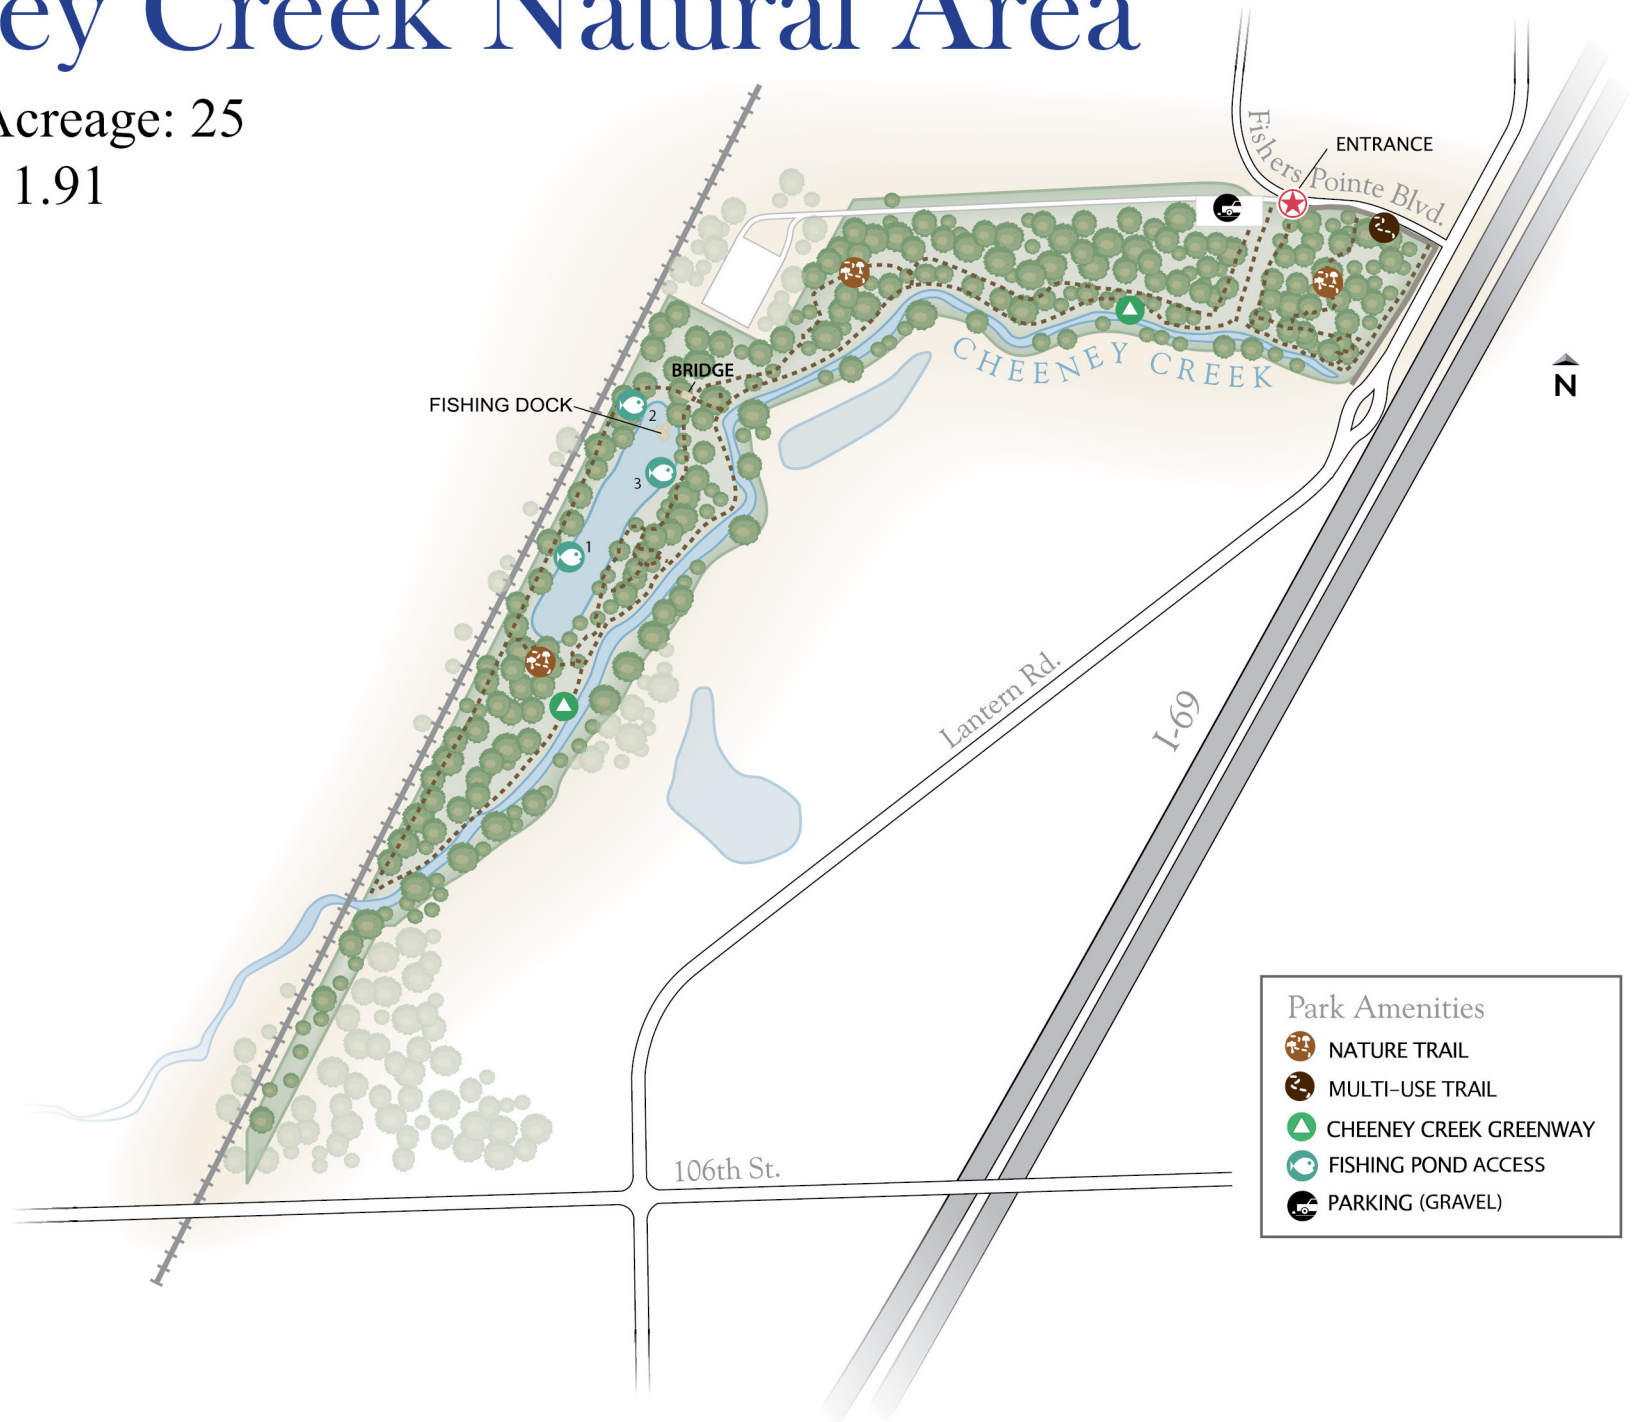 ey Creek Natural Area
Acreage: 25
1.91
ENTRANCE
Fishers Pointe Blvd.
CHEENEY CREEK
BRIDGE
FISHING DOCK
2
3
1
N
Lantern Rd.
I-69
106th St.
Park Amenities
NATURE TRAIL
MULTI-USE TRAIL
CHEENEY CREEK GREENWAY
FISHING POND ACCESS
PARKING (GRAVEL)